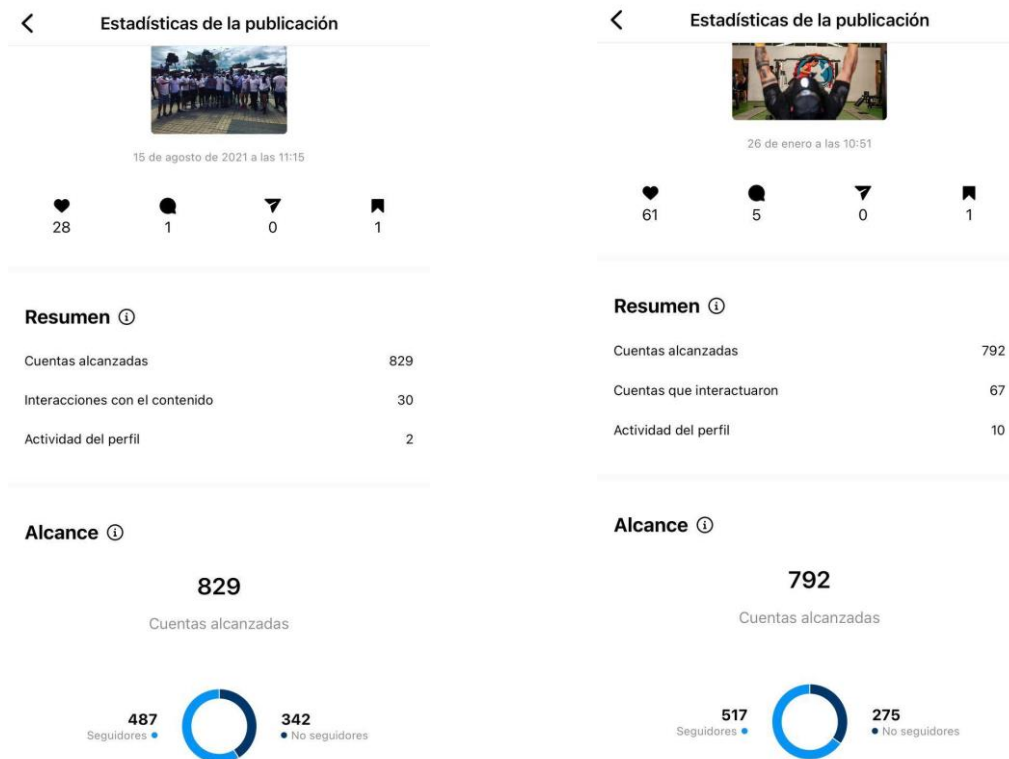 Estadísticas de la publicación
15 de agosto de 2021 a las 11:15
28 1 0 1
Resumen
Cuentas alcanzadas 829
Interacciones con el contenido 30
Actividad del perfil 2
Alcance
829
Cuentas alcanzadas
487 342
Seguidores No seguidores
Estadísticas de la publicación
26 de enero a las 10:51
61 5 0 1
Resumen
Cuentas alcanzadas 792
Cuentas que interactuaron 67
Actividad del perfil 10
Alcance
792
Cuentas alcanzadas
517 275
Seguidores No seguidores